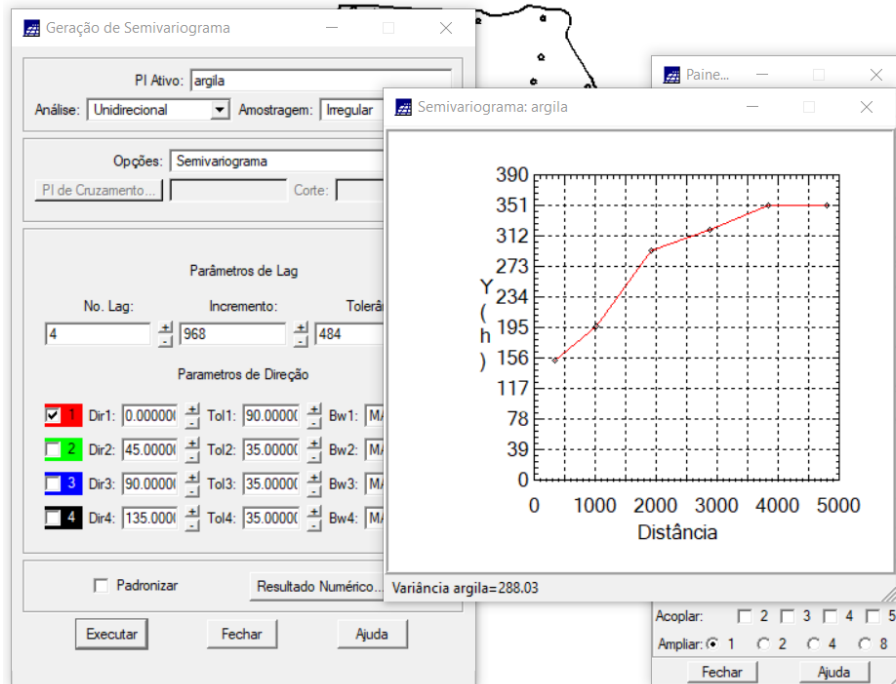 Geração de Semivariograma
PI Ativo: argila
Análise: Unidirecional Amostragem: Irregular
Opções: Semivariograma
PI de Cruzamento... Corte:
Parâmetros de Lag
No. Lag: Incremento:
4 968 484
Parametros de Direção
1 Dir1: 0.000000 Tol1: 90.00000 Bw1:
2 Dir2: 45.00000 Tol2: 35.00000 Bw2:
3 Dir3: 90.00000 Tol3: 35.00000 Bw3:
4 Dir4: 135.0000 Tol4: 35.00000 Bw4:
Padronizar Resultado Numérico...
Executar Fechar Ajuda
Semivariograma: argila
390
351
312
273
234
195
156
117
78
39
0
Y
(
h
)
0 1000 2000 3000 4000 5000
Distância
Variância argila=288.03
Paine...
Acoplar: 2 3 4 5
Ampliar: 1 2 4 8
Fechar Ajuda